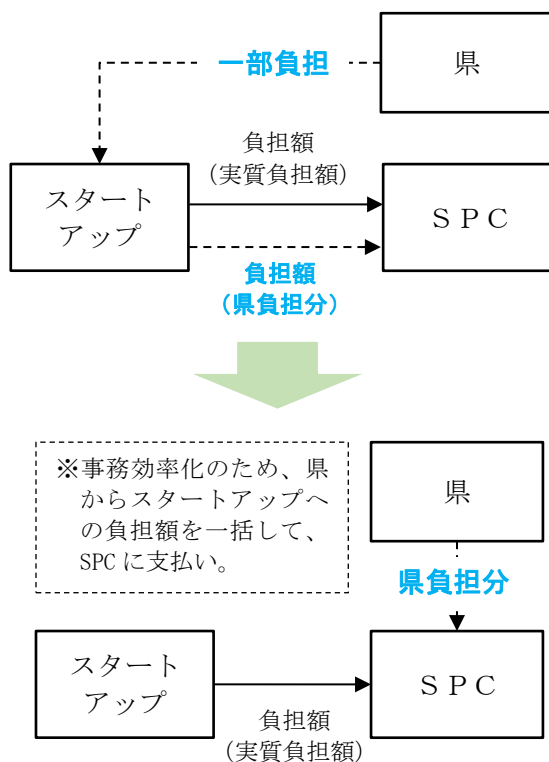 一部負担
県
負担額
(実質負担額)
スタート
アップ
ＳＰＣ
負担額
（県負担分）
※事務効率化のため、県
からスタートアップへ
の負担額を一括して、
SPCに支払い。
県
県負担分
スタート
アップ
ＳＰＣ
負担額
(実質負担額)